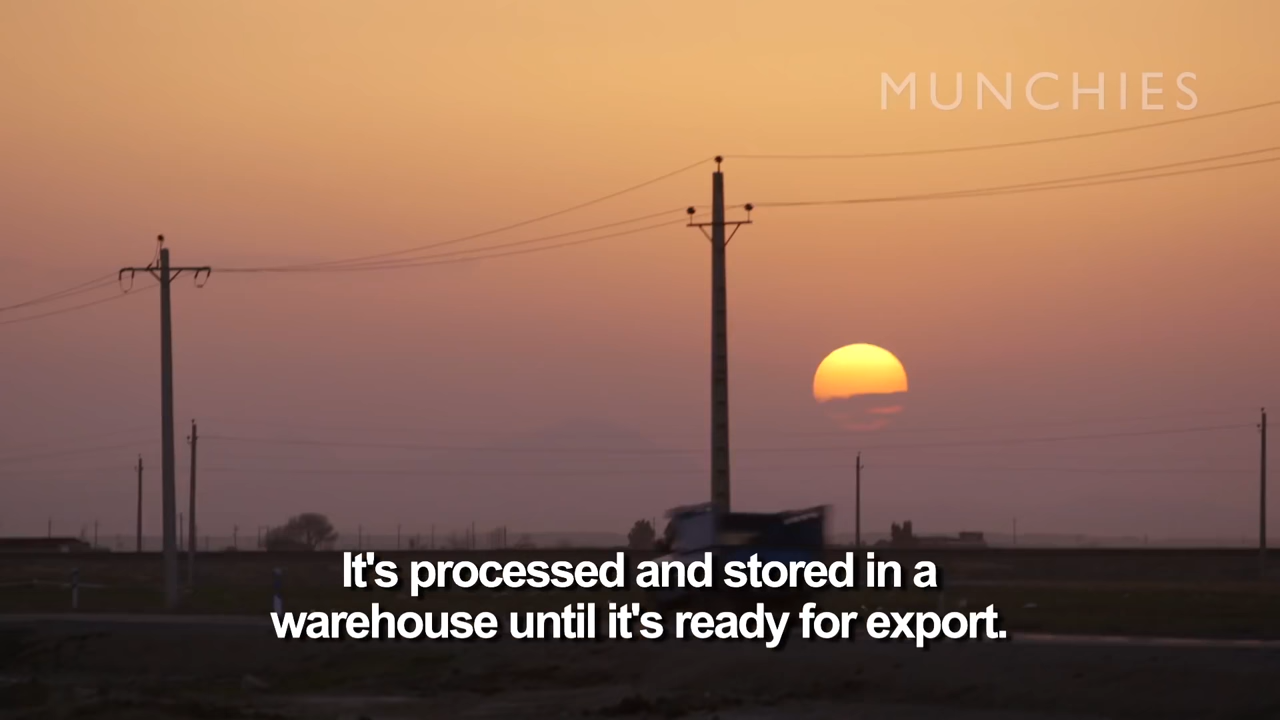 MUNCHIES
It's processed and stored in a
warehouse until it's ready for export.